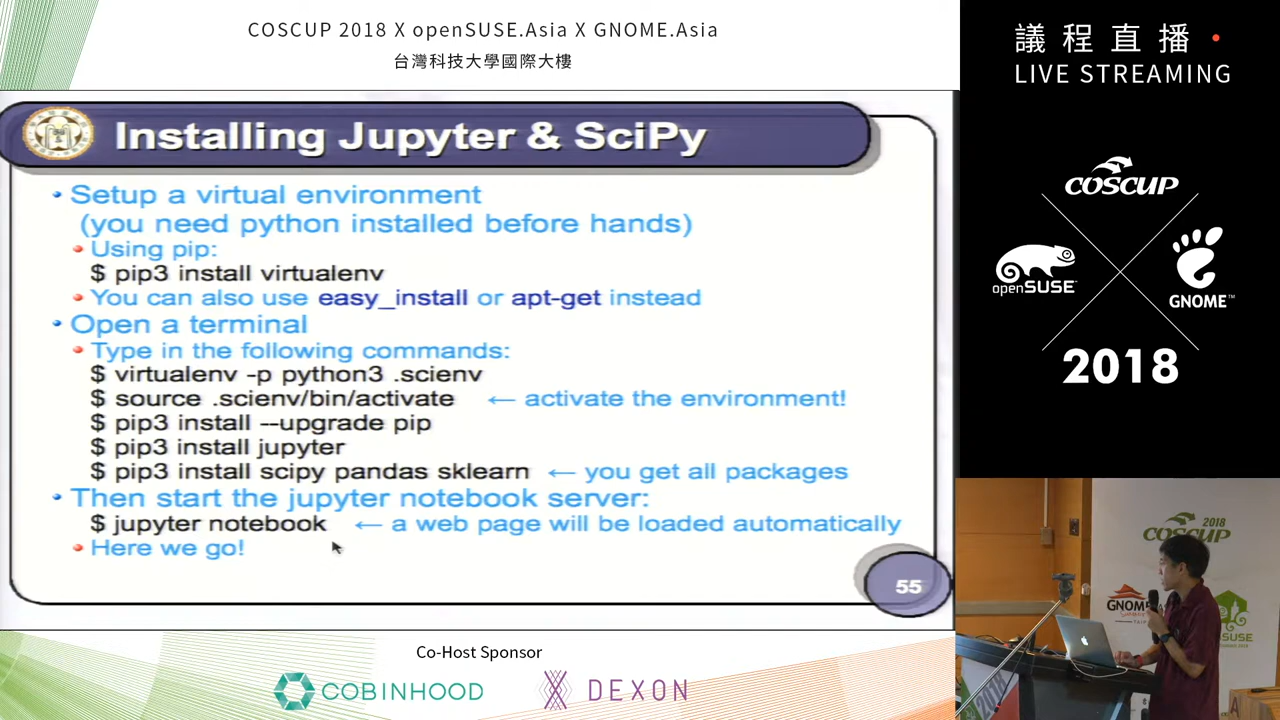 COSCUP 2018 X openSUSE.Asia X GNOME.Asia
台灣科技大學國際大樓
議程直播
LIVE STREAMING
Installing Jupyter & SciPy
• Setup a virtual environment
(you need python installed before hands)
• Using pip:
$ pip3 install virtualenv
• You can also use easy_install or apt-get instead
• Open a terminal
• Type in the following commands:
$ virtualenv -p python3 .scienv
$ source .scienv/bin/activate ← activate the environment!
$ pip3 install --upgrade pip
$ pip3 install jupyter
$ pip3 install scipy pandas sklearn ← you get all packages
• Then start the jupyter notebook server:
$ jupyter notebook ← a web page will be loaded automatically
• Here we go!
55
COSCUP
openSUSE
GNOME™
2018
2018
COSCUP
GNOM
SUSE
Co-Host Sponsor
COBINHOOD
DEXON